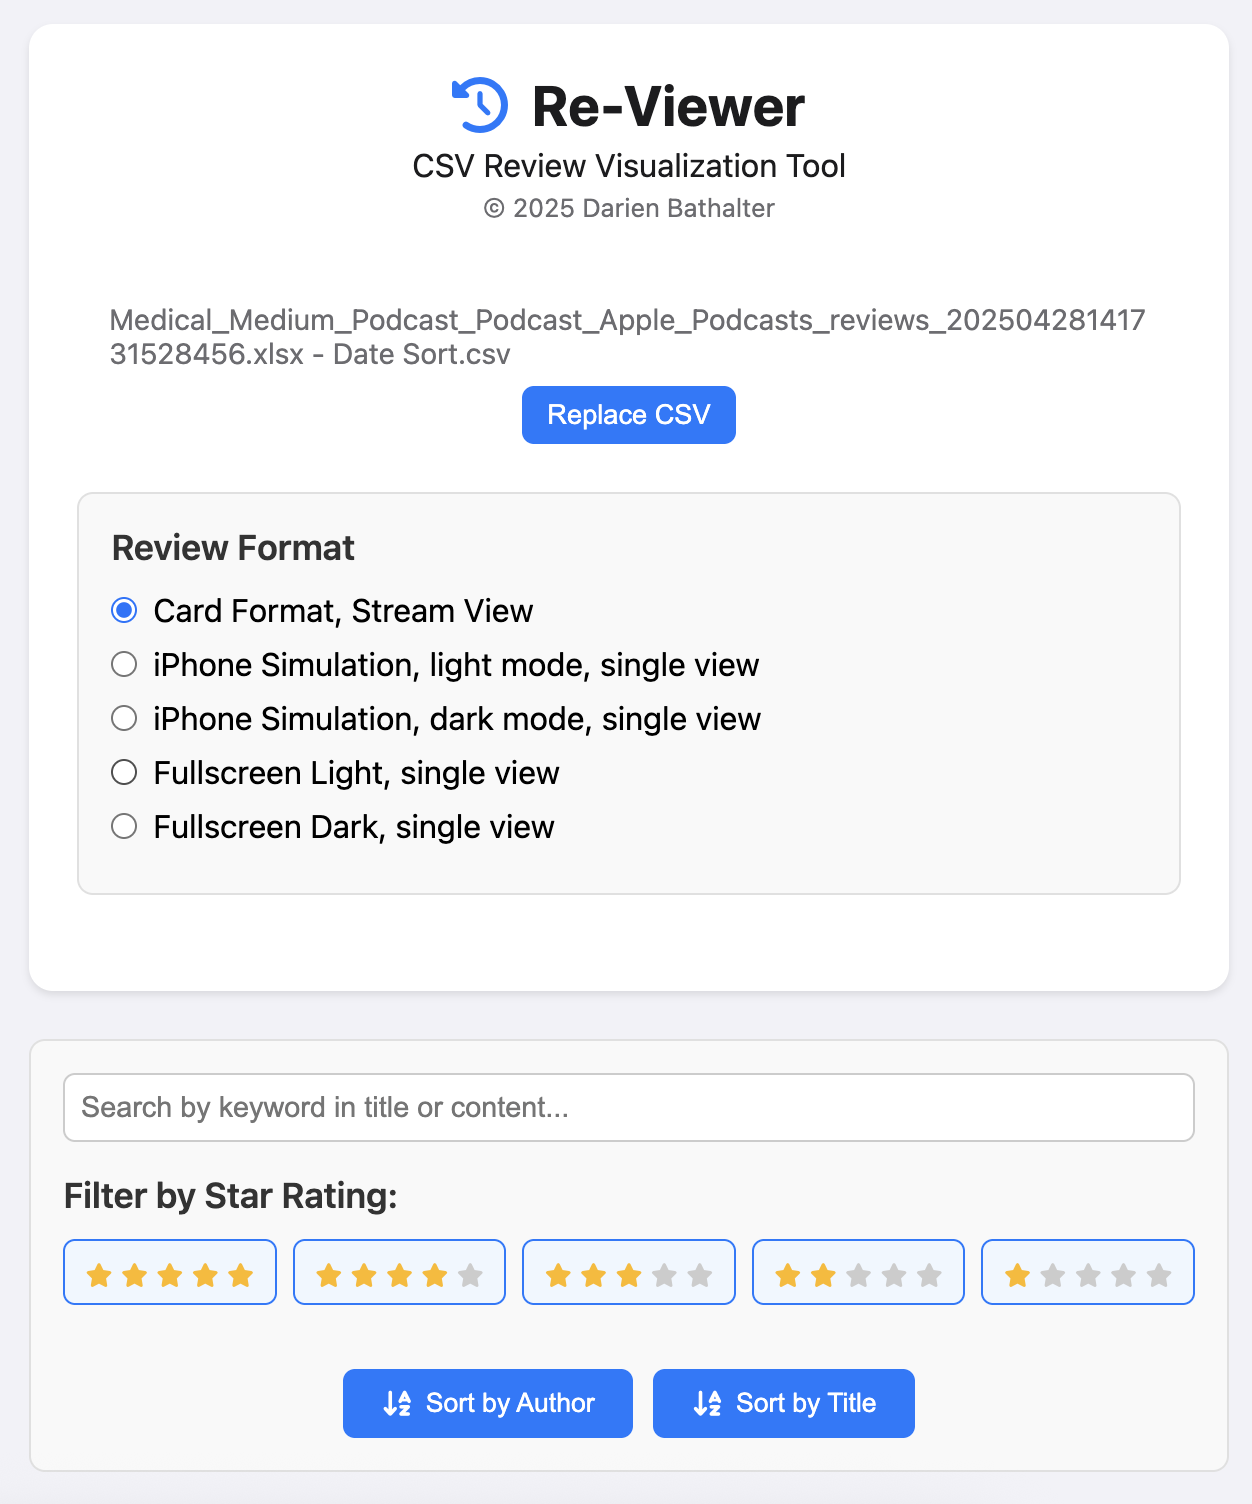 Re-Viewer
CSV Review Visualization Tool
© 2025 Darien Bathalter
Medical_Medium_Podcast_Podcast_Apple_Podcasts_reviews_202504281417
31528456.xlsx - Date Sort.csv
Replace CSV
Review Format
Card Format, Stream View
iPhone Simulation, light mode, single view
iPhone Simulation, dark mode, single view
Fullscreen Light, single view
Fullscreen Dark, single view
Search by keyword in title or content...
Filter by Star Rating:
Sort by Author
Sort by Title